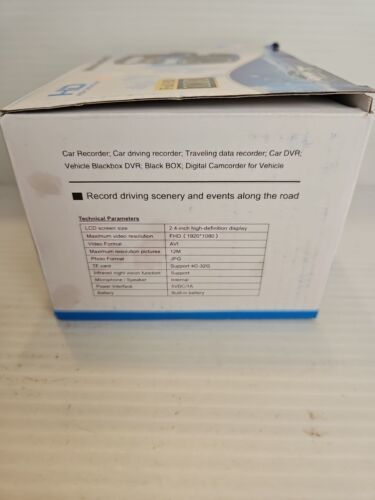 HD
Car Recorder; Car driving recorder; Traveling data recorder; Car DVR;
Vehicle Blackbox DVR; Black BOX; Digital Camcorder for Vehicle
■ Record driving scenery and events along the road
Technical Parameters
LCD screen size 2.4-inch high-definition display
Maximum video resolution FHD (1920*1080)
Video Format AVI
Maximum resolution pictures 12M
Photo Format JPG
TF card Support 4G-32G
Infrared night vision function Support
Microphone / Speaker Internal
Power Interface 5VDC/1A
Battery Built-in battery